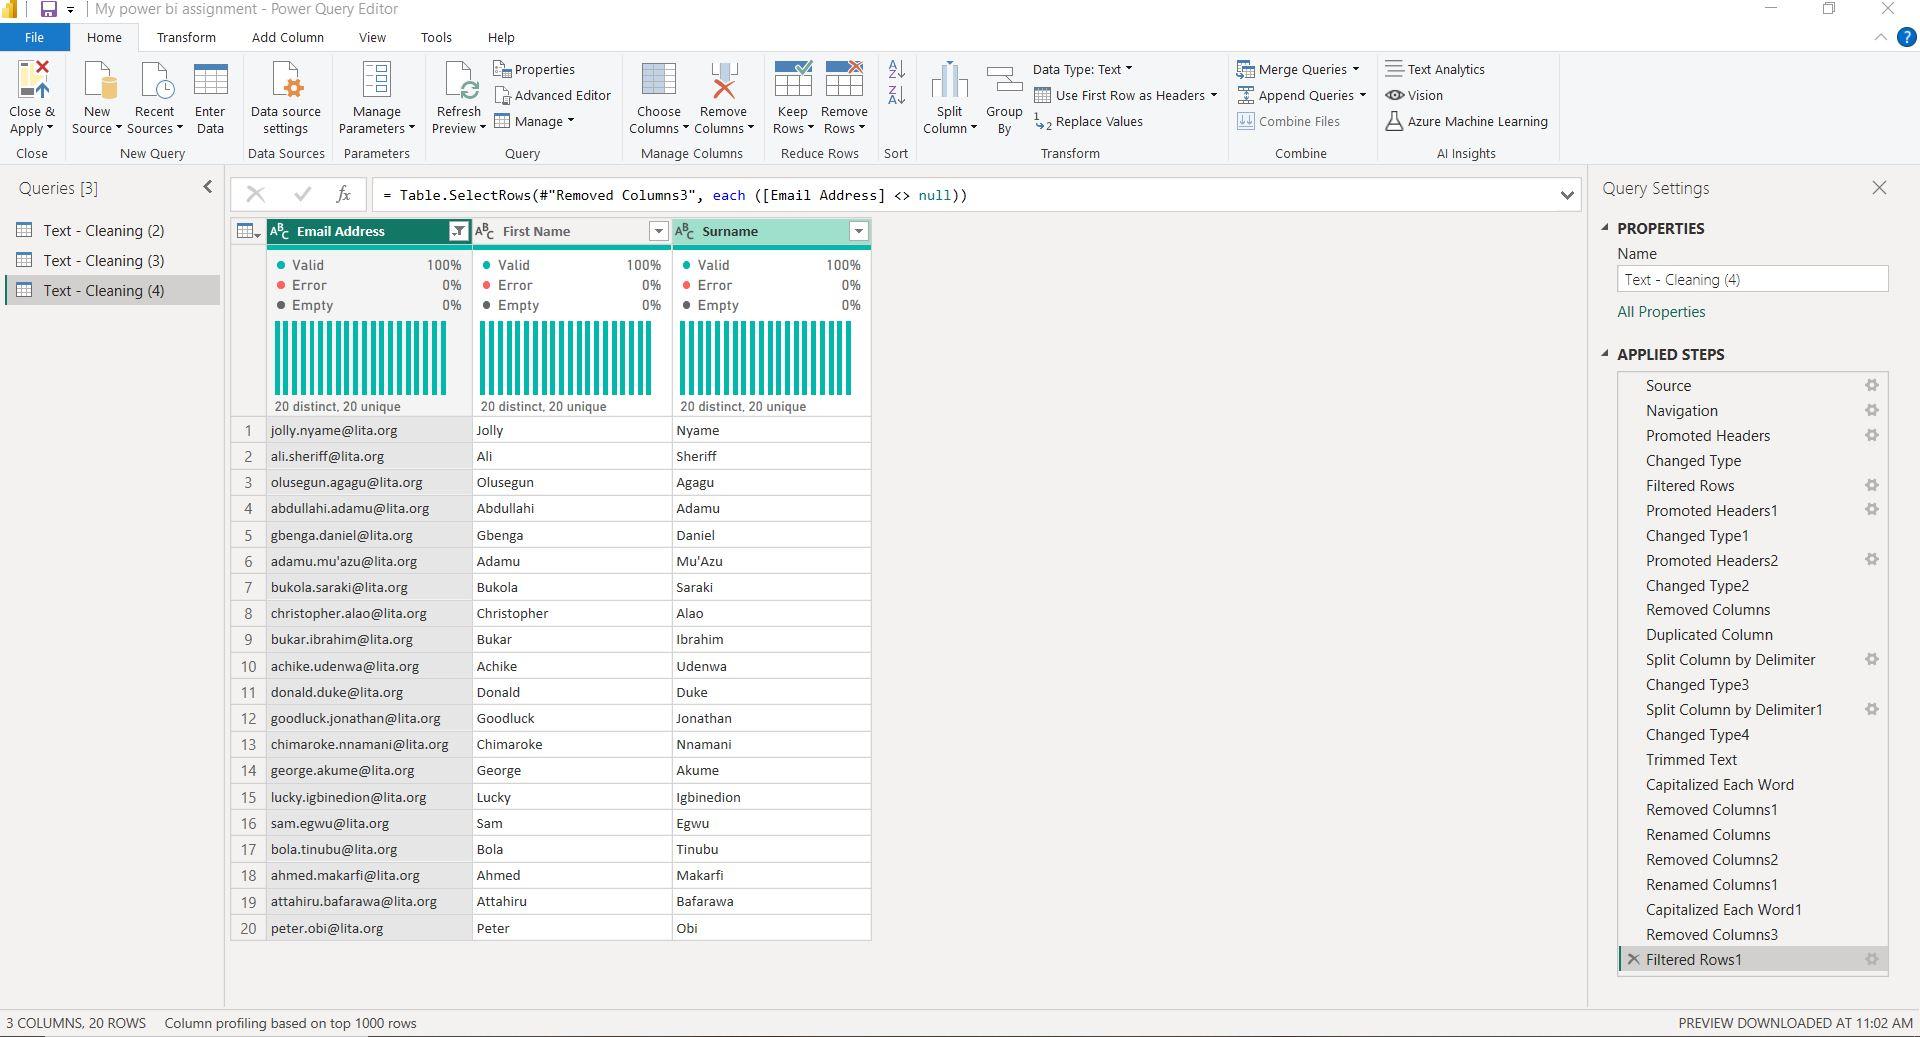 My power bi assignment - Power Query Editor
File Home Transform Add Column View Tools Help
Close & Apply
New Source
Recent Sources
Enter Data
Data source settings
Manage Parameters
Refresh Preview
Properties
Advanced Editor
Manage
Choose Columns
Remove Columns
Keep Rows
Remove Rows
A Z
Z A
Split Column
Group By
Data Type: Text
Use First Row as Headers
1 2 Replace Values
Merge Queries
Append Queries
Combine Files
Text Analytics
Vision
Azure Machine Learning
Close New Query Data Sources Parameters Query Manage Columns Reduce Rows Sort Transform Combine AI Insights
Queries [3]
Text - Cleaning (2)
Text - Cleaning (3)
Text - Cleaning (4)
fx = Table.SelectRows(#"Removed Columns3", each ([Email Address] <> null))
ABC Email Address ABC First Name ABC Surname
Valid 100% Valid 100% Valid 100%
Error 0% Error 0% Error 0%
Empty 0% Empty 0% Empty 0%
20 distinct, 20 unique 20 distinct, 20 unique 20 distinct, 20 unique
1 jolly.nyame@lita.org Jolly Nyame
2 ali.sheriff@lita.org Ali Sheriff
3 olusegun.agagu@lita.org Olusegun Agagu
4 abdullahi.adamu@lita.org Abdullahi Adamu
5 gbenga.daniel@lita.org Gbenga Daniel
6 adamu.mu'azu@lita.org Adamu Mu'Azu
7 bukola.saraki@lita.org Bukola Saraki
8 christopher.alao@lita.org Christopher Alao
9 bukar.ibrahim@lita.org Bukar Ibrahim
10 achike.udenwa@lita.org Achike Udenwa
11 donald.duke@lita.org Donald Duke
12 goodluck.jonathan@lita.org Goodluck Jonathan
13 chimaroke.nnamani@lita.org Chimaroke Nnamani
14 george.akume@lita.org George Akume
15 lucky.igbinedion@lita.org Lucky Igbinedion
16 sam.egwu@lita.org Sam Egwu
17 bola.tinubu@lita.org Bola Tinubu
18 ahmed.makarfi@lita.org Ahmed Makarfi
19 attahiru.bafarawa@lita.org Attahiru Bafarawa
20 peter.obi@lita.org Peter Obi
Query Settings
PROPERTIES
Name
Text - Cleaning (4)
All Properties
APPLIED STEPS
Source
Navigation
Promoted Headers
Changed Type
Filtered Rows
Promoted Headers1
Changed Type1
Promoted Headers2
Changed Type2
Removed Columns
Duplicated Column
Split Column by Delimiter
Changed Type3
Split Column by Delimiter1
Changed Type4
Trimmed Text
Capitalized Each Word
Removed Columns1
Renamed Columns
Removed Columns2
Renamed Columns1
Capitalized Each Word1
Removed Columns3
Filtered Rows1
3 COLUMNS, 20 ROWS Column profiling based on top 1000 rows PREVIEW DOWNLOADED AT 11:02 AM